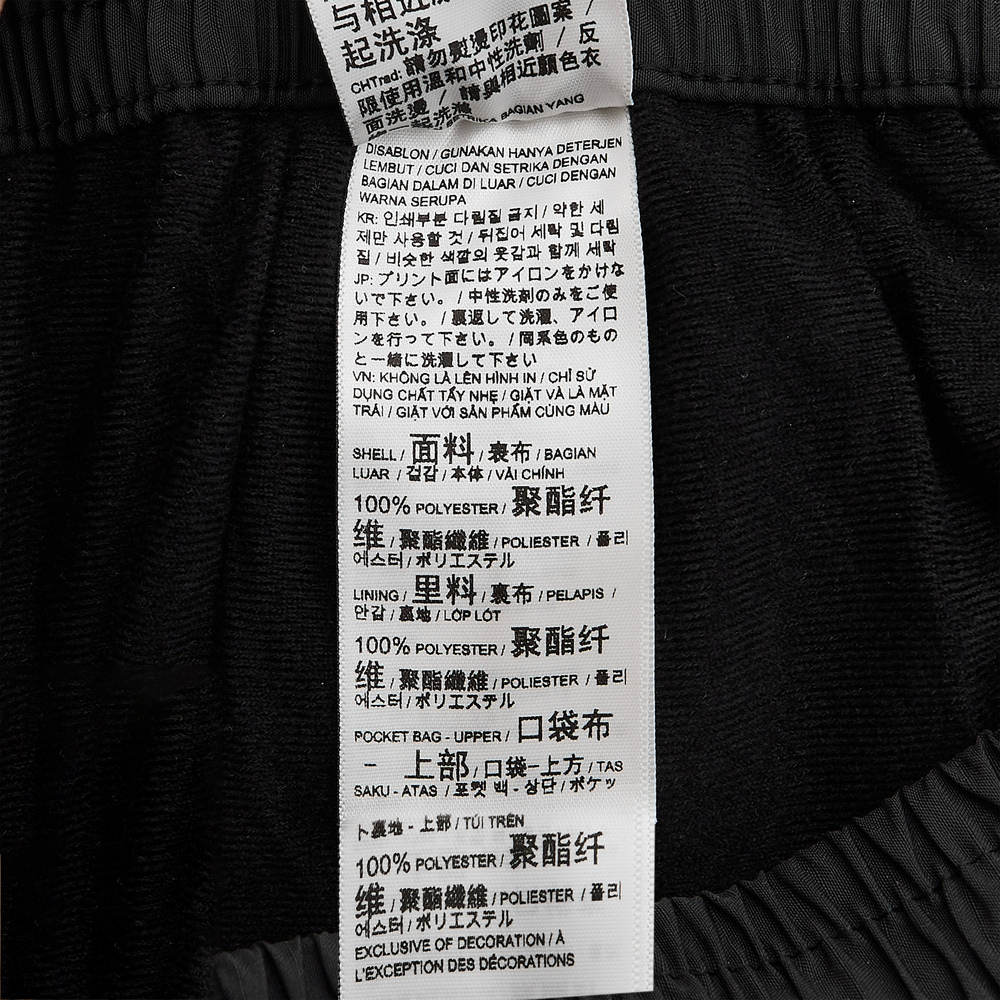 与相近
起洗涤
CHTrad: 請勿熨燙印花圖案 /
限使用溫和中性洗劑 / 反
面洗燙 / 請與相近顏色衣
一起洗滌
SETRIKA BAGIAN YANG
DISABLON / GUNAKAN HANYA DETERJEN
LEMBUT / CUCI DAN SETRIKA DENGAN
BAGIAN DALAM DI LUAR / CUCI DENGAN
WARNA SERUPA
KR: 인쇄부분 다림질 금지 / 약한 세
제만 사용할 것 / 뒤집어 세탁 및 다림
질 / 비슷한 색깔의 옷감과 함께 세탁
JP: プリント面にはアイロンをかけな
いで下さい。 / 中性洗剤のみをご使
用下さい。 / 裏返して洗濯、アイロ
ンを行って下さい。 / 同系色のもの
と一緒に洗濯して下さい
VN: KHÔNG LÀ LÊN HÌNH IN / CHỈ SỬ
DỤNG CHẤT TẨY NHẸ / GIẶT VÀ LÀ MẶT
TRÁI / GIẶT VỚI SẢN PHẨM CÙNG MÀU
SHELL / 面料 / 表布 / BAGIAN
LUAR / 겉감 / 本体 / VẢI CHÍNH
100% POLYESTER / 聚酯纤
维 / 聚酯纖維 / POLIESTER / 폴리
에스터 / ポリエステル
LINING / 里料 / 裏布 / PELAPIS /
안감 / 裏地 / LỚP LÓT
100% POLYESTER / 聚酯纤
维 / 聚酯纖維 / POLIESTER / 폴리
에스터 / ポリエステル
POCKET BAG - UPPER / 口袋布
- 上部 / 口袋-上方 / TAS
SAKU - ATAS / 포켓 백 - 상단 / ポケッ
ト裏地 - 上部 / TÚI TRÊN
100% POLYESTER / 聚酯纤
维 / 聚酯纖維 / POLIESTER / 폴리
에스터 / ポリエステル
EXCLUSIVE OF DECORATION / À
L'EXCEPTION DES DÉCORATIONS